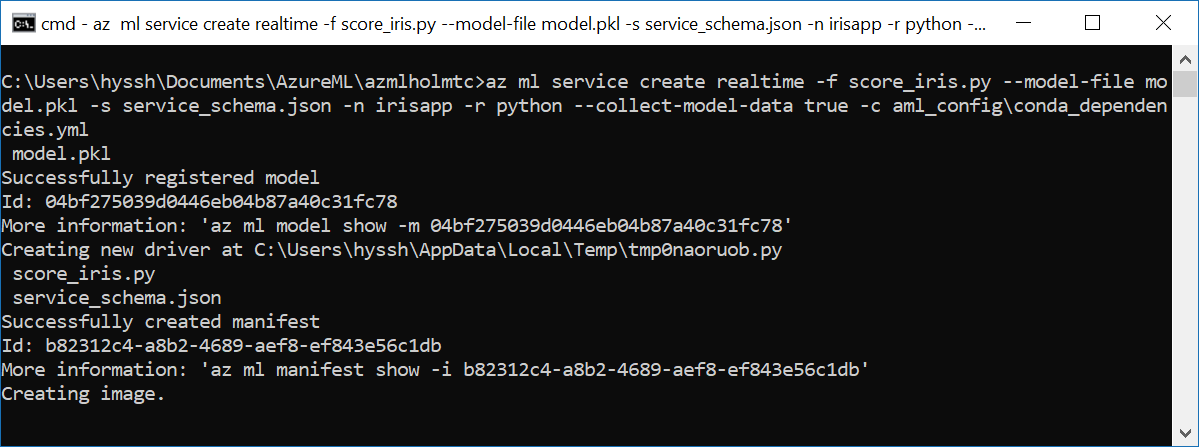 cmd - az  ml service create realtime -f score_iris.py --model-file model.pkl -s service_schema.json -n irisapp -r python -...
C:\Users\hyssh\Documents\AzureML\azmlholmtc>az ml service create realtime -f score_iris.py --model-file mo
del.pkl -s service_schema.json -n irisapp -r python --collect-model-data true -c aml_config\conda_dependen
cies.yml
 model.pkl
Successfully registered model
Id: 04bf275039d0446eb04b87a40c31fc78
More information: 'az ml model show -m 04bf275039d0446eb04b87a40c31fc78'
Creating new driver at C:\Users\hyssh\AppData\Local\Temp\tmp0naoruob.py
 score_iris.py
 service_schema.json
Successfully created manifest
Id: b82312c4-a8b2-4689-aef8-ef843e56c1db
More information: 'az ml manifest show -i b82312c4-a8b2-4689-aef8-ef843e56c1db'
Creating image.